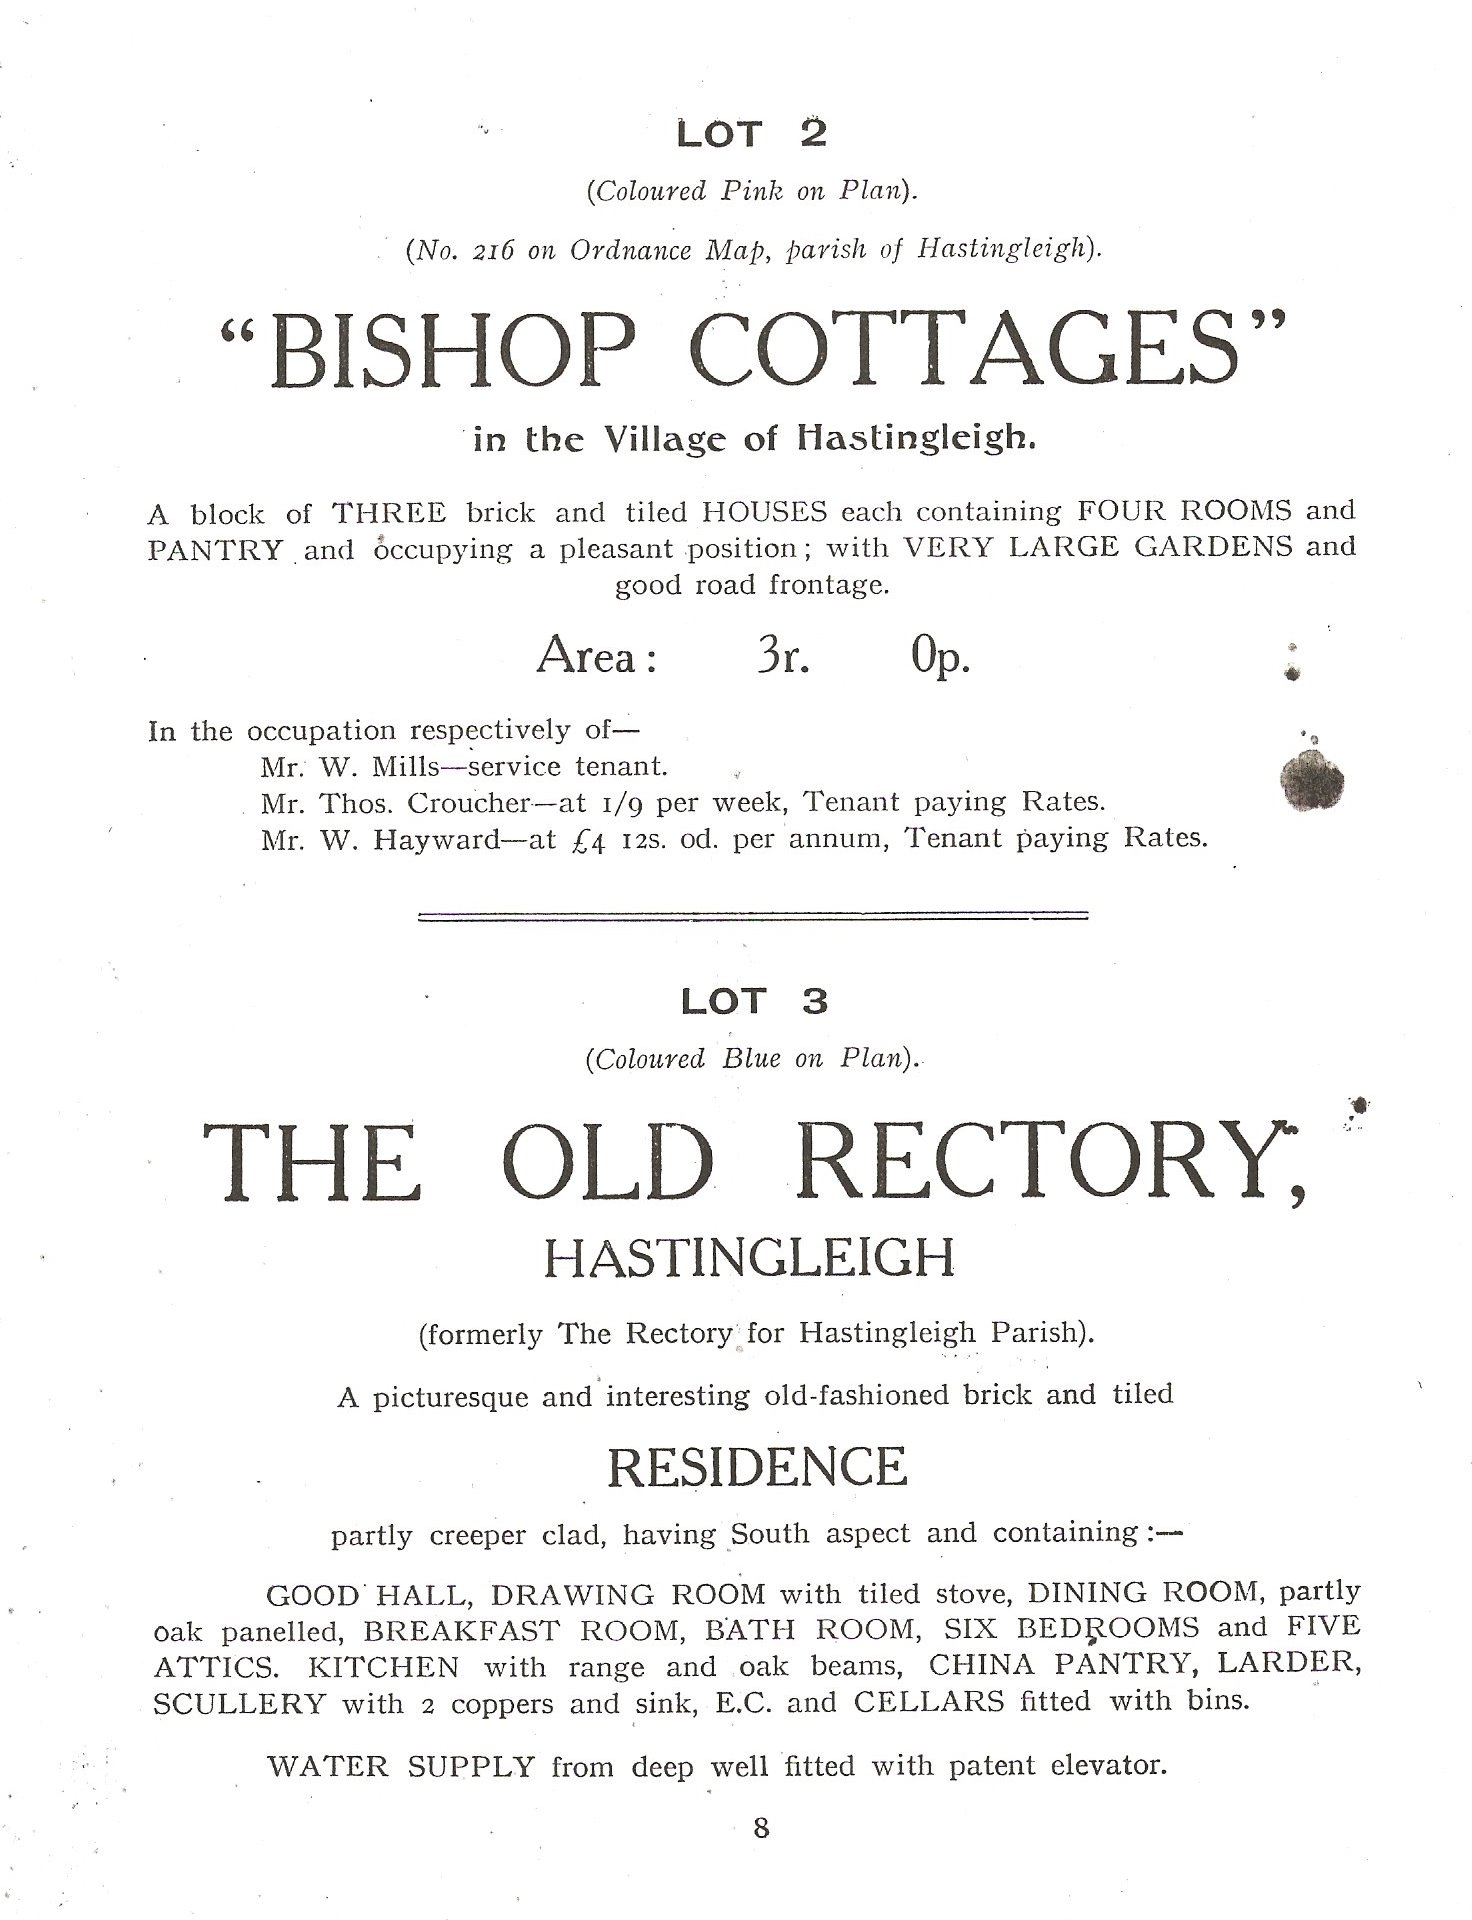 LOT 2
(Coloured Pink on Plan).
(No. 216 on Ordnance Map, parish of Hastingleigh).
“BISHOP COTTAGES”
in the Village of Hastingleigh.
A block of THREE brick and tiled HOUSES each containing FOUR ROOMS and
PANTRY and occupying a pleasant position; with VERY LARGE GARDENS and
good road frontage.
Area: 3r. 0p.
In the occupation respectively of—
Mr. W. Mills—service tenant.
Mr. Thos. Croucher—at 1/9 per week, Tenant paying Rates.
Mr. W. Hayward—at £4 12s. od. per annum, Tenant paying Rates.
LOT 3
(Coloured Blue on Plan).
THE OLD RECTORY,
HASTINGLEIGH
(formerly The Rectory for Hastingleigh Parish).
A picturesque and interesting old-fashioned brick and tiled
RESIDENCE
partly creeper clad, having South aspect and containing:—
GOOD HALL, DRAWING ROOM with tiled stove, DINING ROOM, partly
oak panelled, BREAKFAST ROOM, BATH ROOM, SIX BEDROOMS and FIVE
ATTICS. KITCHEN with range and oak beams, CHINA PANTRY, LARDER,
SCULLERY with 2 coppers and sink, E.C. and CELLARS fitted with bins.
WATER SUPPLY from deep well fitted with patent elevator.
8